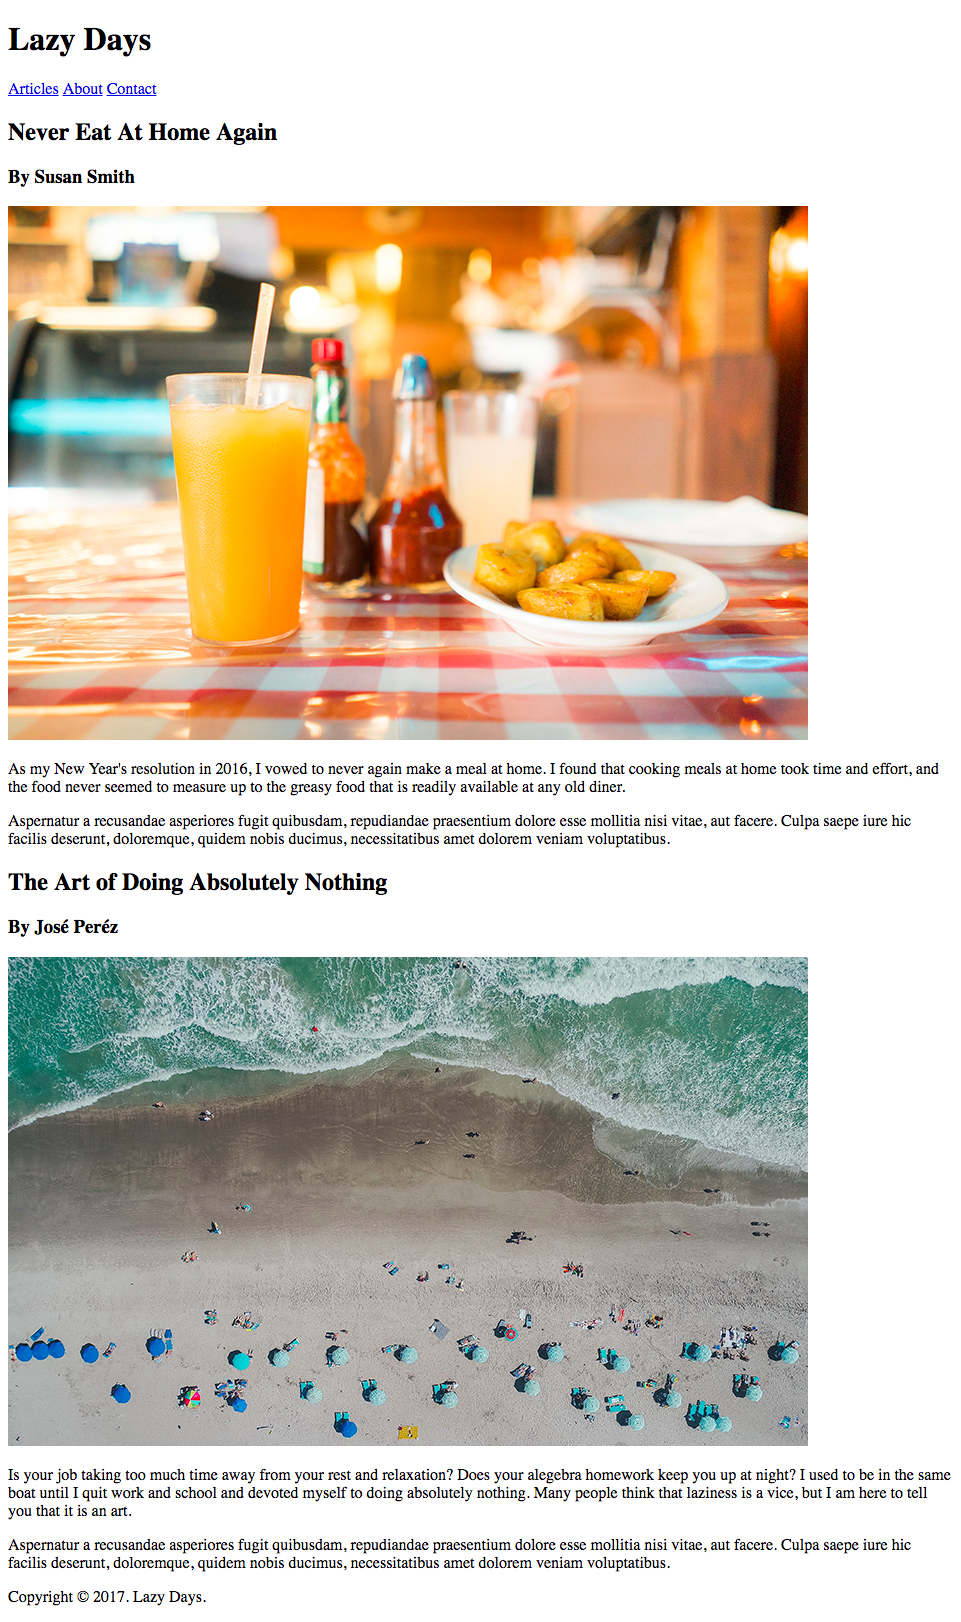 Lazy Days
Articles About Contact
Never Eat At Home Again
By Susan Smith
As my New Year's resolution in 2016, I vowed to never again make a meal at home. I found that cooking meals at home took time and effort, and
the food never seemed to measure up to the greasy food that is readily available at any old diner.
Aspernatur a recusandae asperiores fugit quibusdam, repudiandae praesentium dolore esse mollitia nisi vitae, aut facere. Culpa saepe iure hic
facilis deserunt, doloremque, quidem nobis ducimus, necessitatibus amet dolorem veniam voluptatibus.
The Art of Doing Absolutely Nothing
By José Peréz
Is your job taking too much time away from your rest and relaxation? Does your alegebra homework keep you up at night? I used to be in the same
boat until I quit work and school and devoted myself to doing absolutely nothing. Many people think that laziness is a vice, but I am here to tell
you that it is an art.
Aspernatur a recusandae asperiores fugit quibusdam, repudiandae praesentium dolore esse mollitia nisi vitae, aut facere. Culpa saepe iure hic
facilis deserunt, doloremque, quidem nobis ducimus, necessitatibus amet dolorem veniam voluptatibus.
Copyright © 2017. Lazy Days.